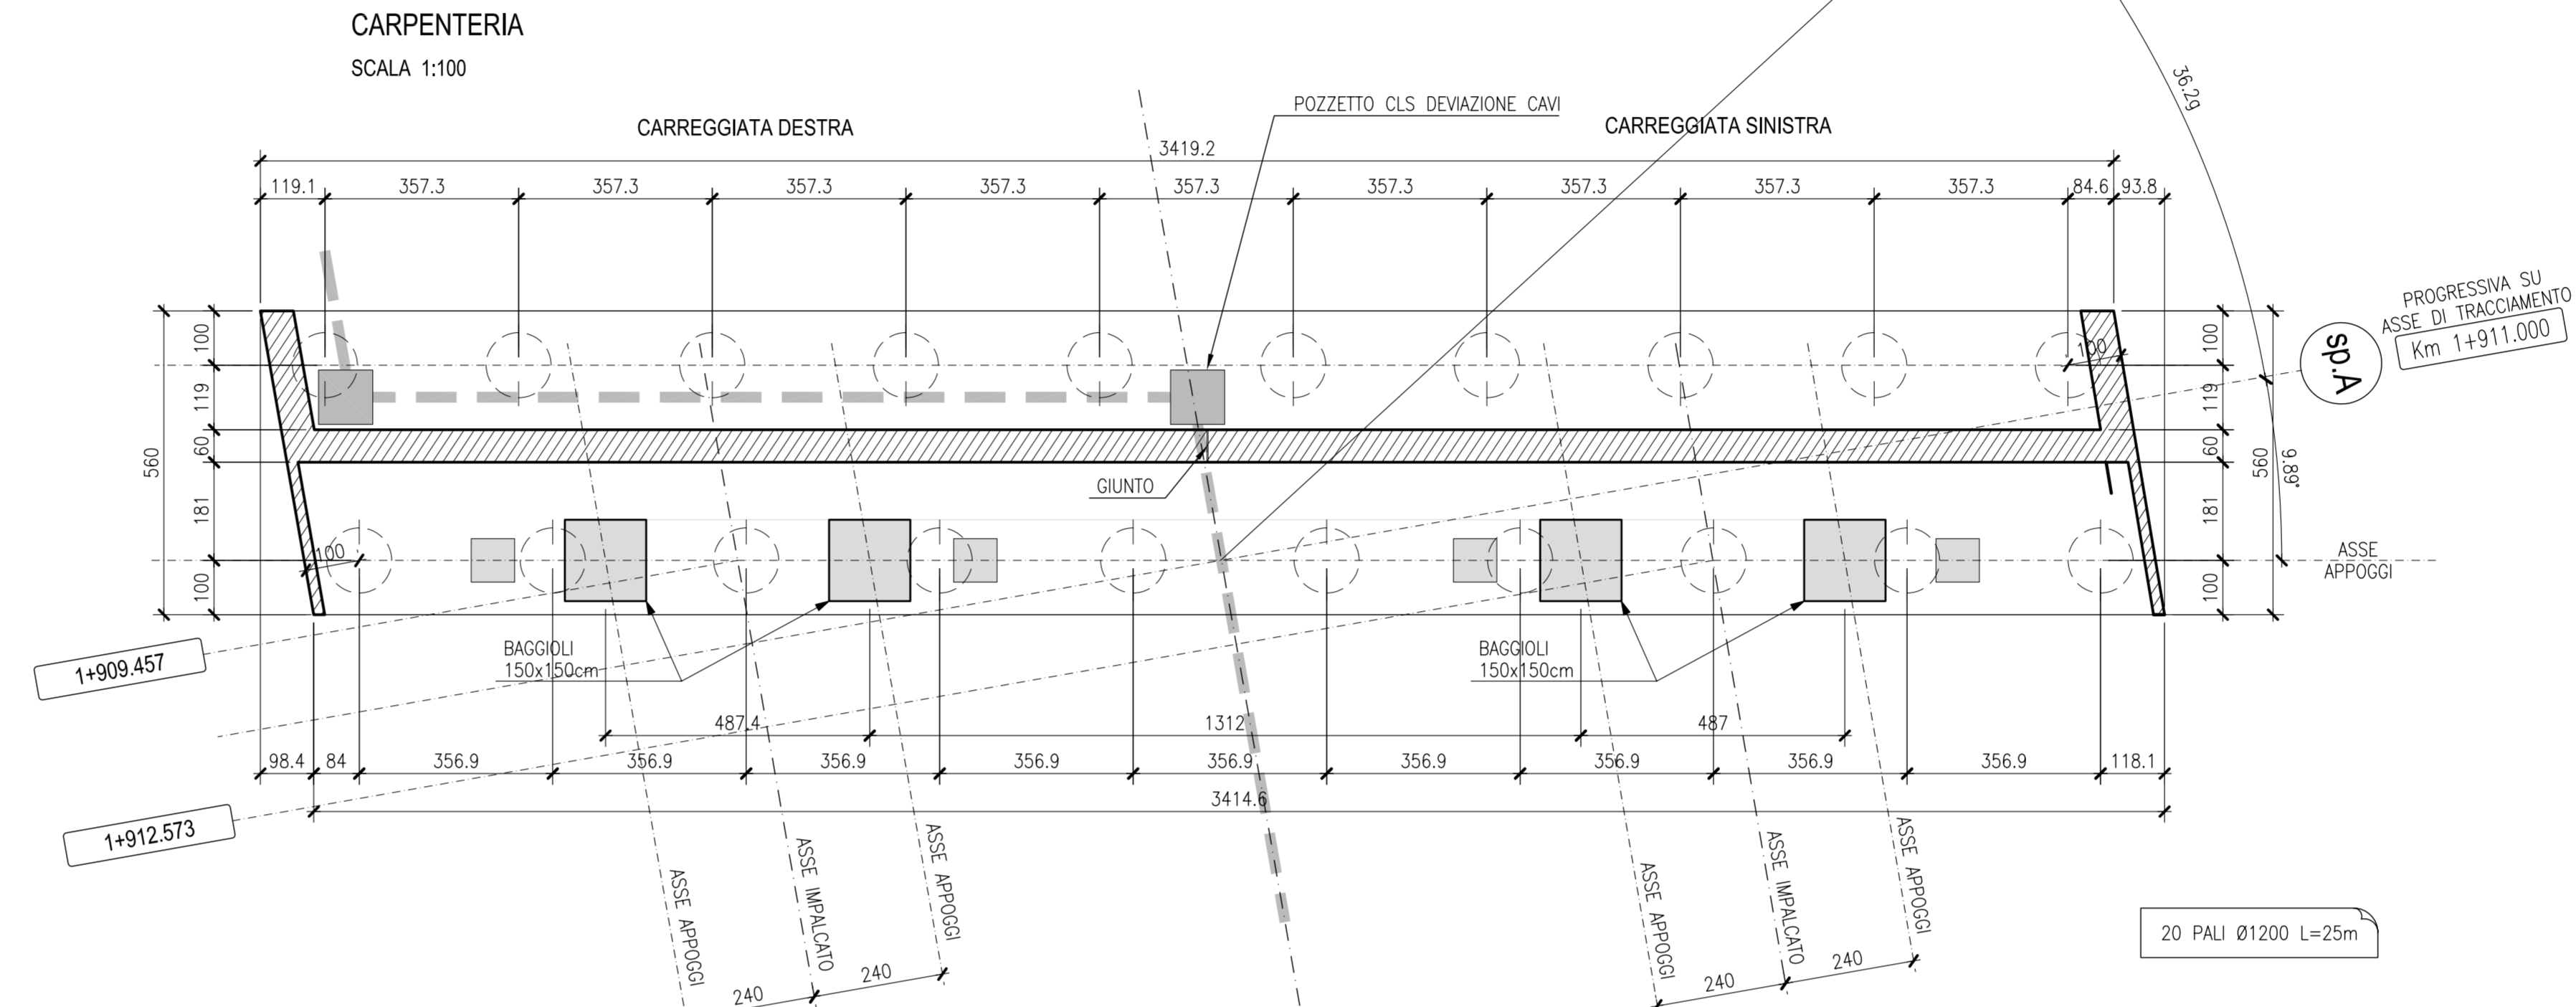 CARPENTERIA
SCALA 1:100
CARREGGIATA DESTRA
POZZETTO CLS DEVIAZIONE CAVI
CARREGGIATA SINISTRA
36.2g
3419.2
119.1 357.3 357.3 357.3 357.3 357.3 357.3 357.3 357.3 357.3 84.6 93.8
560
100
119
60
181
100
100
100
GIUNTO
100
119
60
181
100
560
9.89°
sp.A
PROGRESSIVA SU
ASSE DI TRACCIAMENTO
Km 1+911.000
ASSE
APPOGGI
1+909.457
1+912.573
BAGGIOLI
150x150cm
BAGGIOLI
150x150cm
487.4 1312 487
98.4 84 356.9 356.9 356.9 356.9 356.9 356.9 356.9 356.9 356.9 118.1
3414.6
ASSE APPOGGI
ASSE IMPALCATO
ASSE APPOGGI
240 240
ASSE APPOGGI
ASSE IMPALCATO
ASSE APPOGGI
240 240
20 PALI Ø1200 L=25m